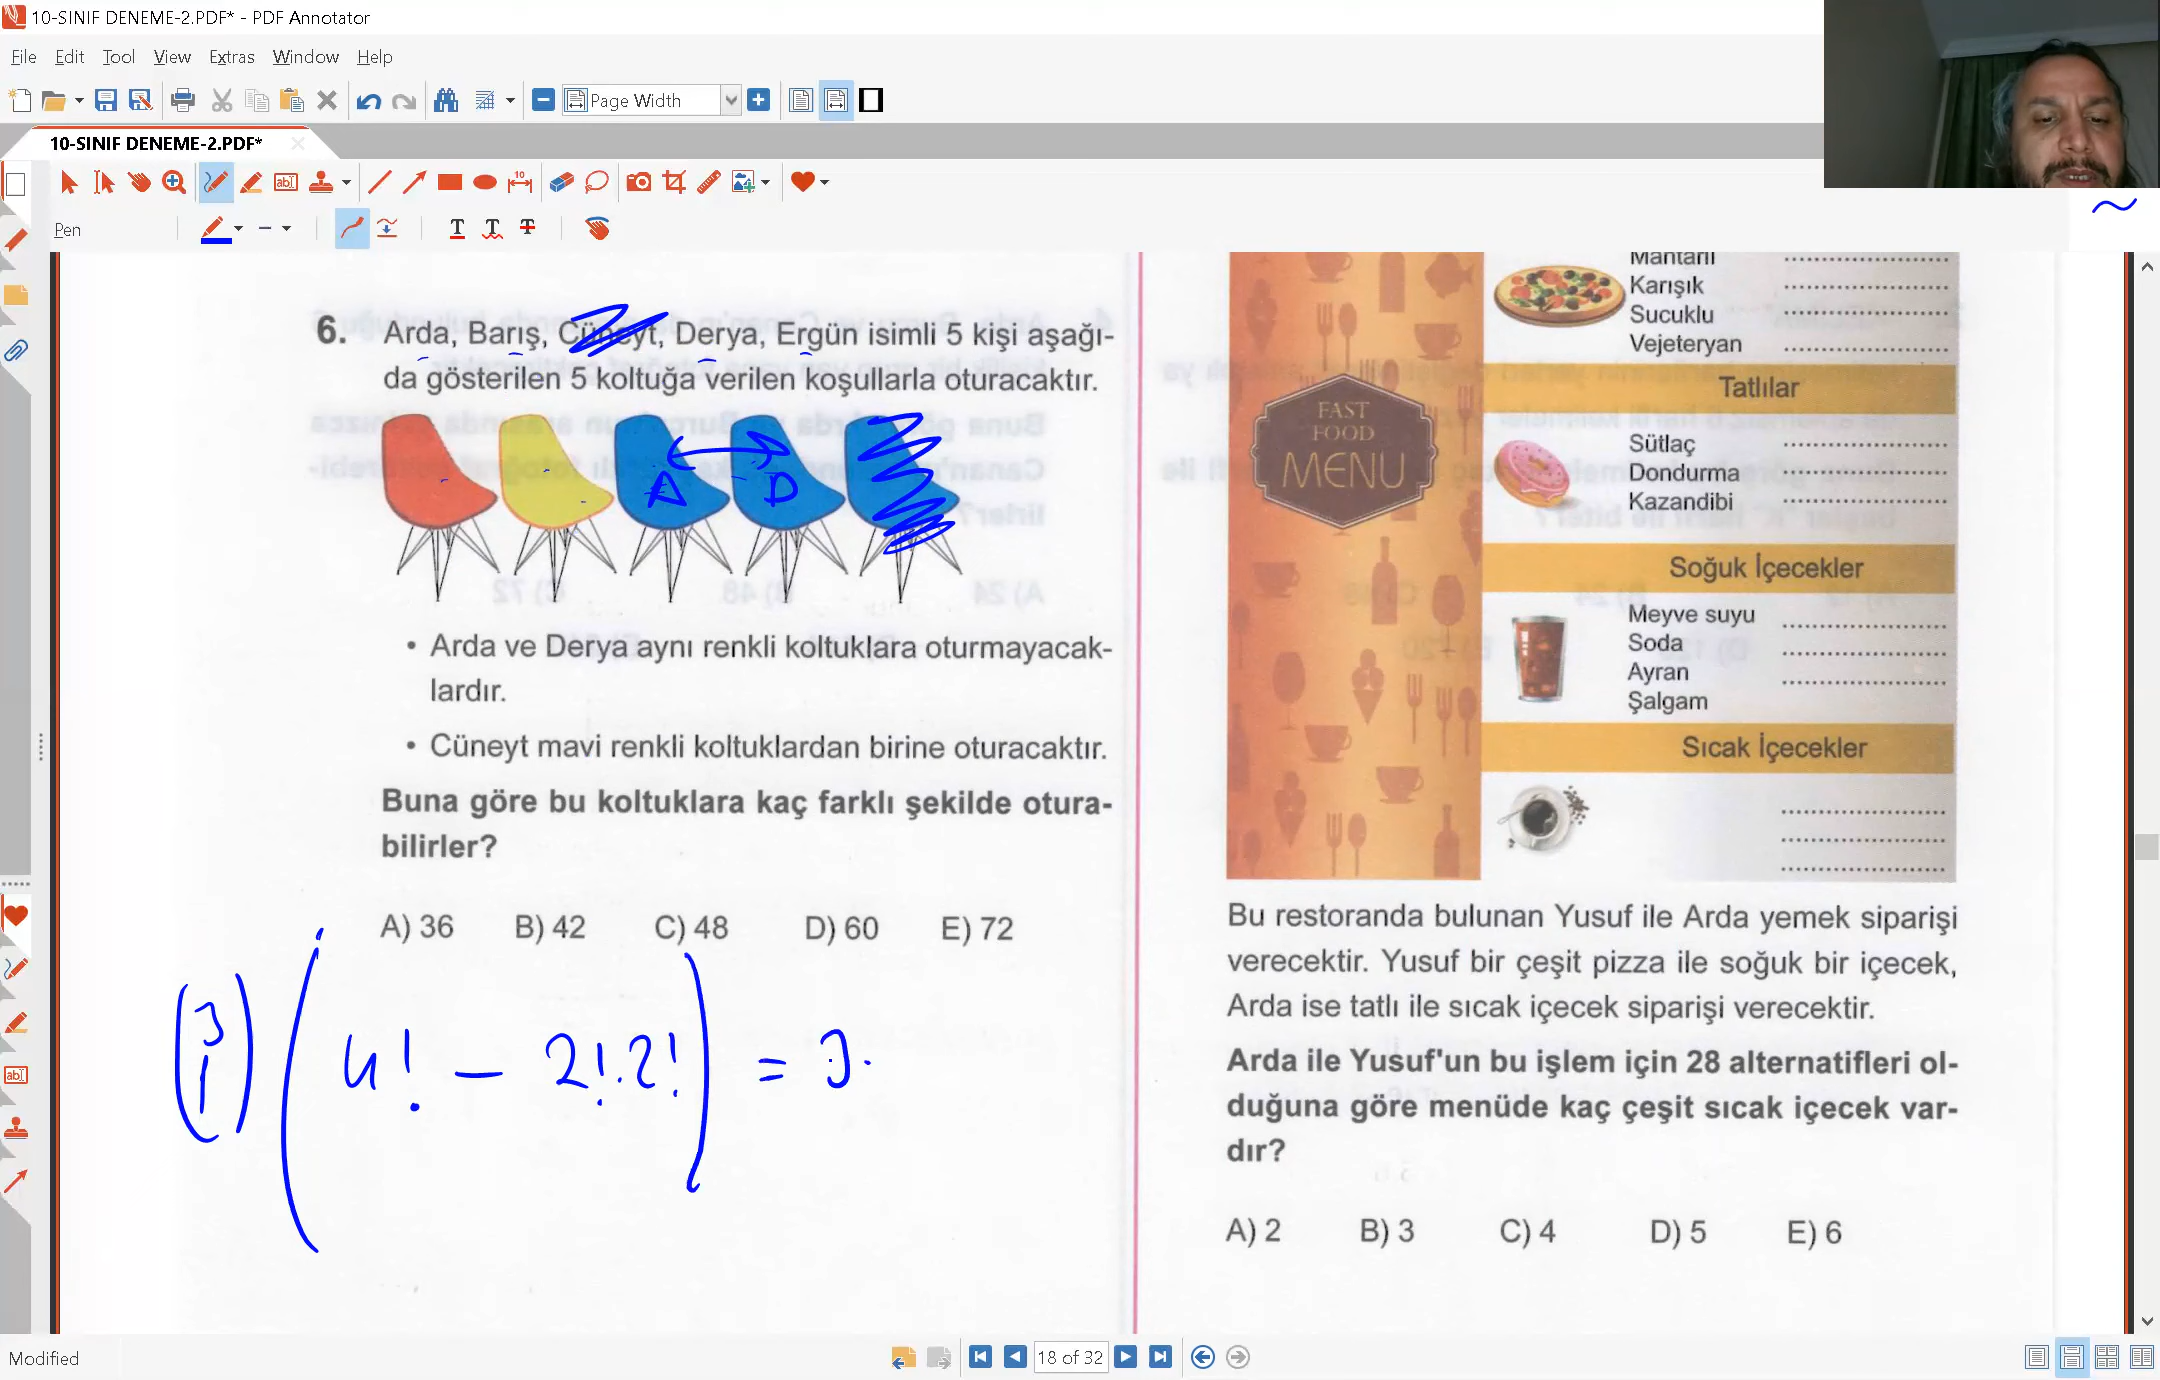 10-SINIF DENEME-2.PDF* - PDF Annotator
File Edit Tool View Extras Window Help
Page Width
10-SINIF DENEME-2.PDF*
Pen
6. Arda, Barış, Cüneyt, Derya, Ergün isimli 5 kişi aşağı-
da gösterilen 5 koltuğa verilen koşullarla oturacaktır.
A D
• Arda ve Derya aynı renkli koltuklara oturmayacak-
lardır.
• Cüneyt mavi renkli koltuklardan birine oturacaktır.
Buna göre bu koltuklara kaç farklı şekilde otura-
bilirler?
A) 36 B) 42 C) 48 D) 60 E) 72
(3 1) ( 4! - 2!.2! ) = 3.
FAST
FOOD
MENU
Mantarlı ....................
Karışık ....................
Sucuklu ....................
Vejeteryan ....................
Tatlılar
Sütlaç ....................
Dondurma ....................
Kazandibi ....................
Soğuk İçecekler
Meyve suyu ....................
Soda ....................
Ayran ....................
Şalgam
Sıcak İçecekler
....................
....................
....................
Bu restoranda bulunan Yusuf ile Arda yemek siparişi
verecektir. Yusuf bir çeşit pizza ile soğuk bir içecek,
Arda ise tatlı ile sıcak içecek siparişi verecektir.
Arda ile Yusuf'un bu işlem için 28 alternatifleri ol-
duğuna göre menüde kaç çeşit sıcak içecek var-
dır?
A) 2 B) 3 C) 4 D) 5 E) 6
Modified
18 of 32